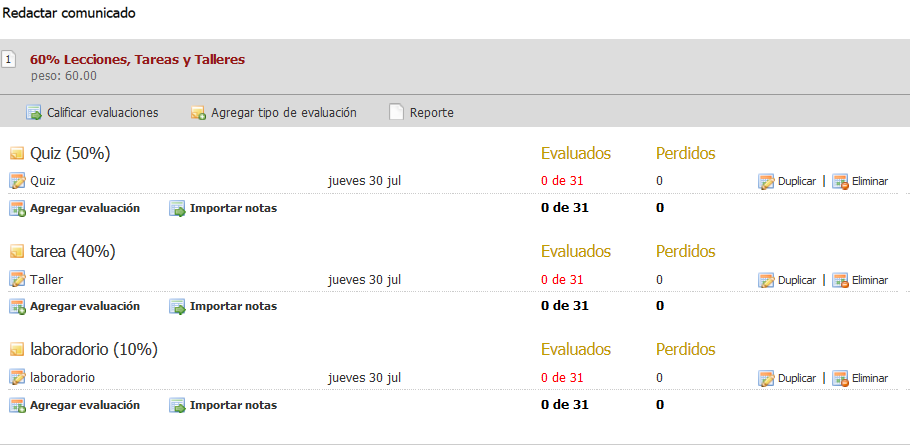 Redactar comunicado
1 60% Lecciones, Tareas y Talleres
peso: 60.00
Calificar evaluaciones Agregar tipo de evaluación Reporte
Quiz (50%) Evaluados Perdidos
Quiz jueves 30 jul 0 de 31 0 Duplicar | Eliminar
Agregar evaluación Importar notas 0 de 31 0
tarea (40%) Evaluados Perdidos
Taller jueves 30 jul 0 de 31 0 Duplicar | Eliminar
Agregar evaluación Importar notas 0 de 31 0
laboradorio (10%) Evaluados Perdidos
laboradorio jueves 30 jul 0 de 31 0 Duplicar | Eliminar
Agregar evaluación Importar notas 0 de 31 0